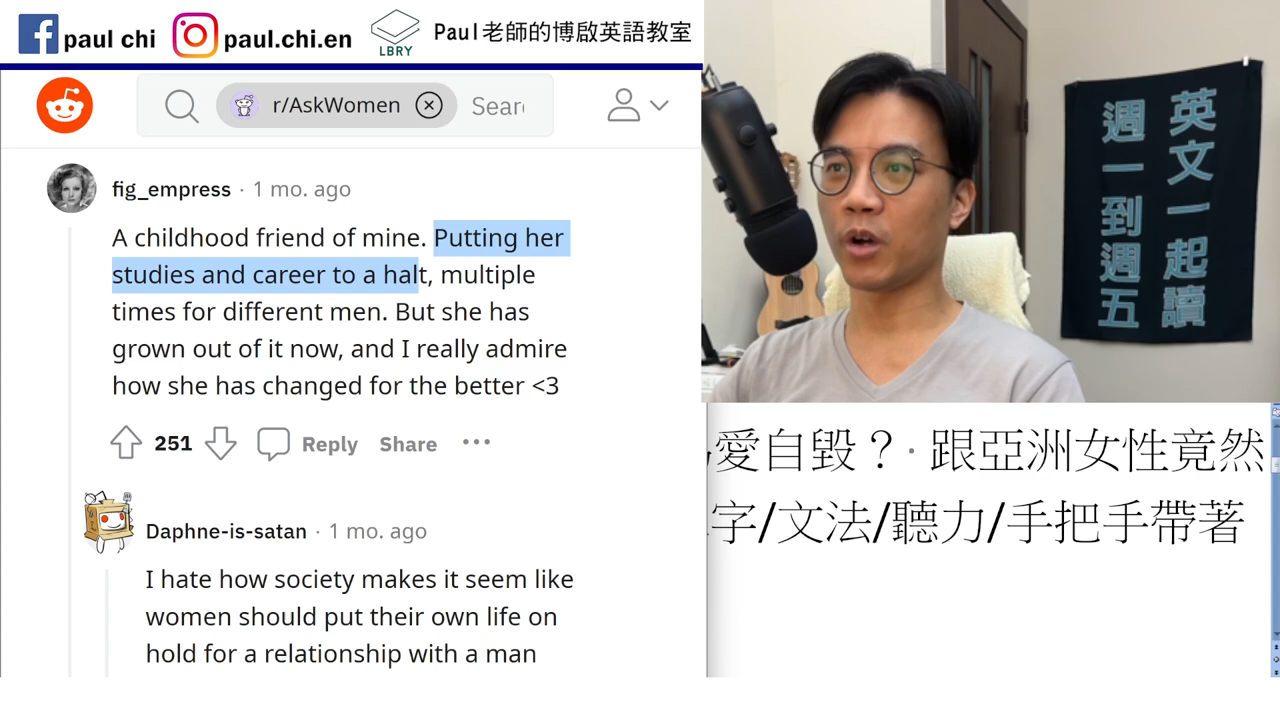 paul chi
paul.chi.en
LBRY
Paul老師的博啟英語教室
r/AskWomen
Sear
fig_empress · 1 mo. ago
A childhood friend of mine. Putting her
studies and career to a halt, multiple
times for different men. But she has
grown out of it now, and I really admire
how she has changed for the better <3
251
Reply
Share
Daphne-is-satan · 1 mo. ago
I hate how society makes it seem like
women should put their own life on
hold for a relationship with a man
英文一起讀
週一到週五
愛自毀？·跟亞洲女性竟然
字/文法/聽力/手把手帶著